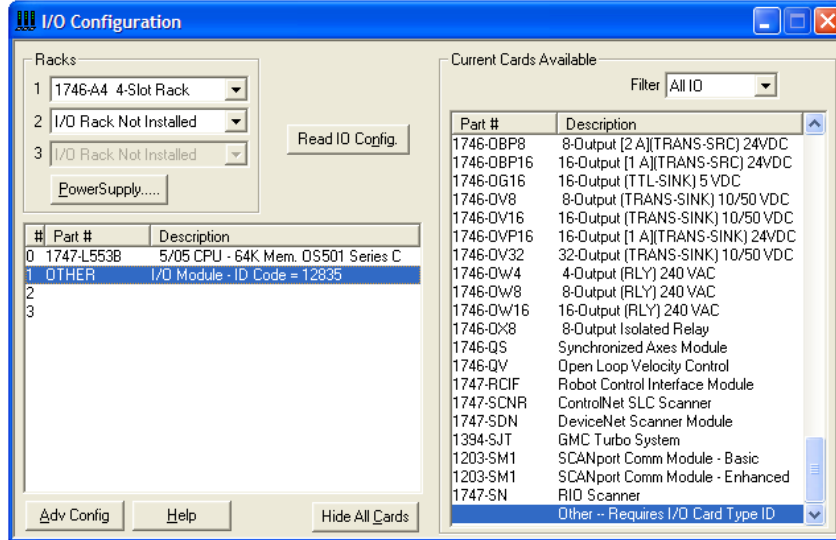 I/O Configuration
Racks
1 1746-A4 4-Slot Rack
2 I/O Rack Not Installed
3 I/O Rack Not Installed
PowerSupply.....
Read IO Config.
# Part # Description
0 1747-L553B 5/05 CPU - 64K Mem. OS501 Series C
1 OTHER I/O Module - ID Code = 12835
2
3
Adv Config Help Hide All Cards
Current Cards Available
Filter All IO
Part # Description
1746-OBP8 8-Output [2 A](TRANS-SRC) 24VDC
1746-OBP16 16-Output [1 A](TRANS-SRC) 24VDC
1746-OG16 16-Output (TTL-SINK) 5 VDC
1746-OV8 8-Output (TRANS-SINK) 10/50 VDC
1746-OV16 16-Output (TRANS-SINK) 10/50 VDC
1746-OVP16 16-Output [1 A](TRANS-SINK) 24VDC
1746-OV32 32-Output (TRANS-SINK) 10/50 VDC
1746-OW4 4-Output (RLY) 240 VAC
1746-OW8 8-Output (RLY) 240 VAC
1746-OW16 16-Output (RLY) 240 VAC
1746-OX8 8-Output Isolated Relay
1746-QS Synchronized Axes Module
1746-QV Open Loop Velocity Control
1747-RCIF Robot Control Interface Module
1747-SCNR ControlNet SLC Scanner
1747-SDN DeviceNet Scanner Module
1394-SJT GMC Turbo System
1203-SM1 SCANport Comm Module - Basic
1203-SM1 SCANport Comm Module - Enhanced
1747-SN RIO Scanner
Other -- Requires I/O Card Type ID